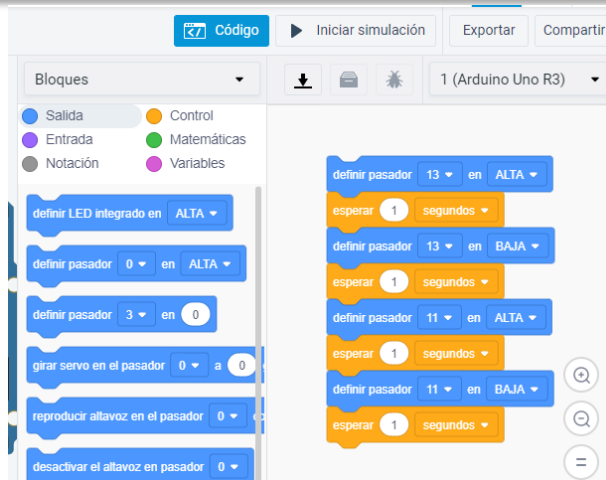 Código
Iniciar simulación
Exportar
Compartir
Bloques
1 (Arduino Uno R3)
Salida
Control
Entrada
Matemáticas
Notación
Variables
definir LED integrado en ALTA
definir pasador 0 en ALTA
definir pasador 3 en 0
girar servo en el pasador 0 a 0
reproducir altavoz en el pasador 0
desactivar el altavoz en pasador 0
definir pasador 13 en ALTA
esperar 1 segundos
definir pasador 13 en BAJA
esperar 1 segundos
definir pasador 11 en ALTA
esperar 1 segundos
definir pasador 11 en BAJA
esperar 1 segundos